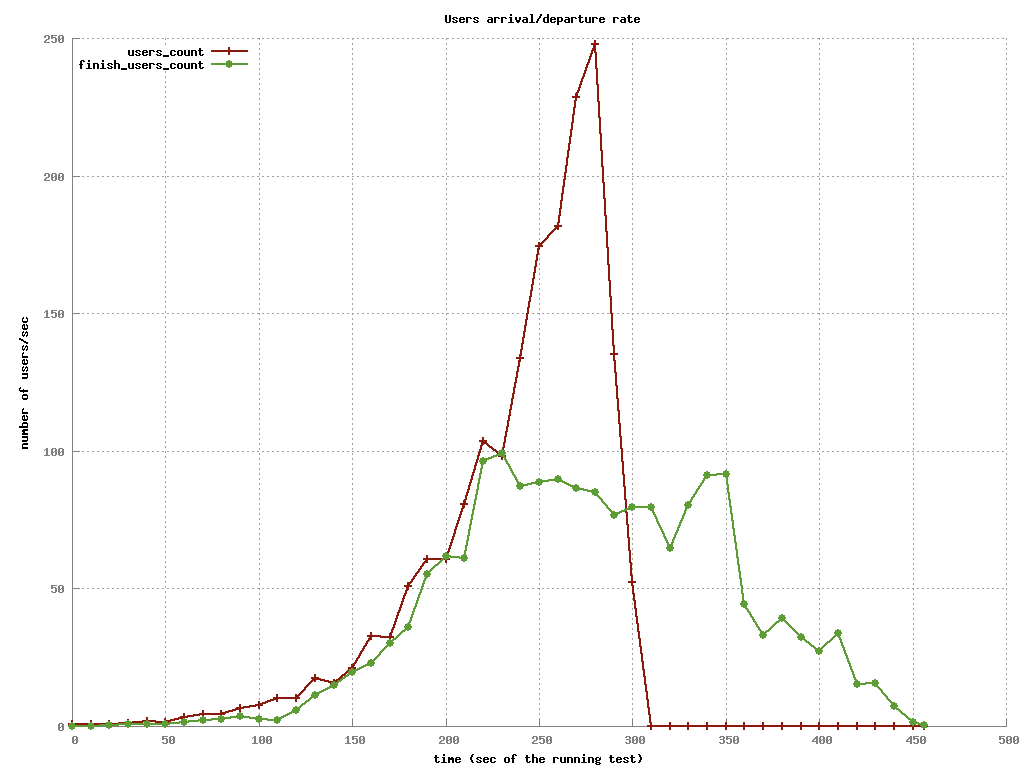 Users arrival/departure rate
users_count
finish_users_count
250
200
150
100
50
0
number of users/sec
0 50 100 150 200 250 300 350 400 450 500
time (sec of the running test)